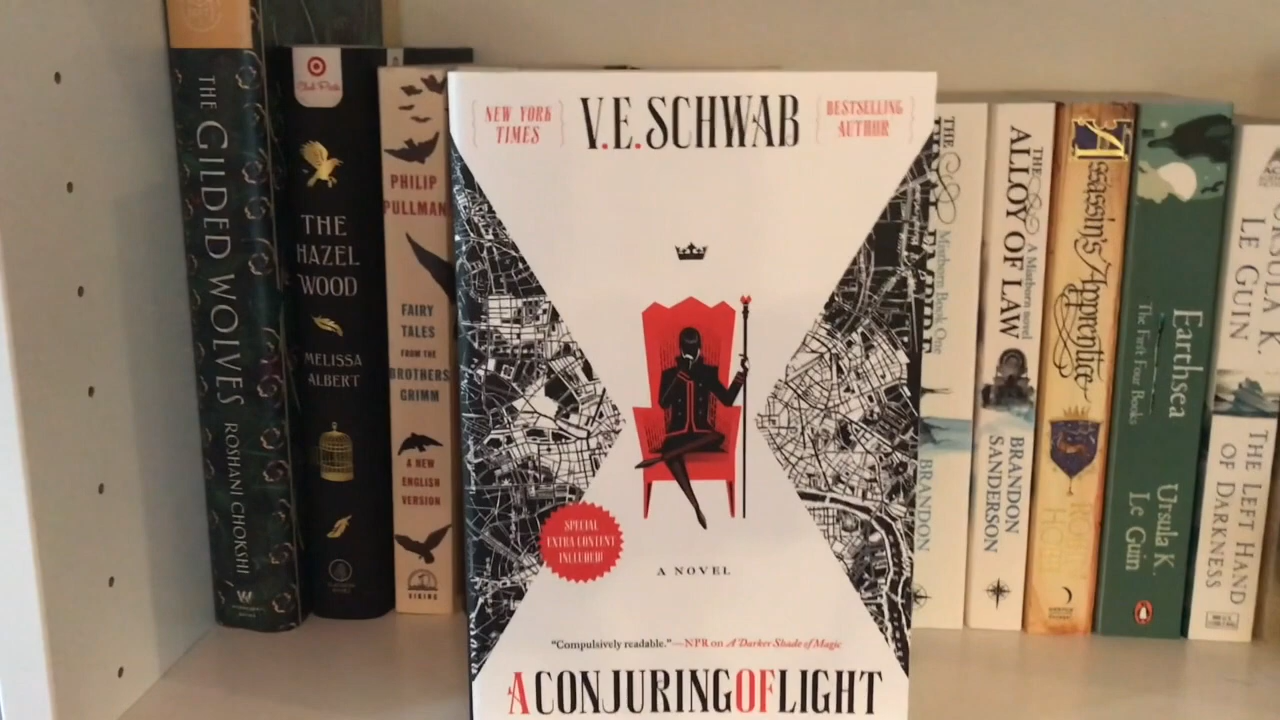 THE
GILDED WOLVES
ROSHANI CHOKSHI
THE
HAZEL
WOOD
MELISSA
ALBERT
PHILIP
PULLMAN
FAIRY
TALES
FROM THE
BROTHERS
GRIMM
A NEW
ENGLISH
VERSION
VIKING
NEW YORK
TIMES
V.E. SCHWAB
BESTSELLING
AUTHOR
SPECIAL
EXTRA CONTENT
INCLUDED!
A NOVEL
"Compulsively readable."—NPR on A Darker Shade of Magic
A CONJURING OF LIGHT
THE
Mistborn Book One
BRANDON
THE
ALLOY OF LAW
A Mistborn novel
BRANDON
SANDERSON
Assassin's Apprentice
Earthsea
The First Four Books
Ursula K.
Le Guin
URSULA K.
LE GUIN
THE LEFT HAND
OF DARKNESS